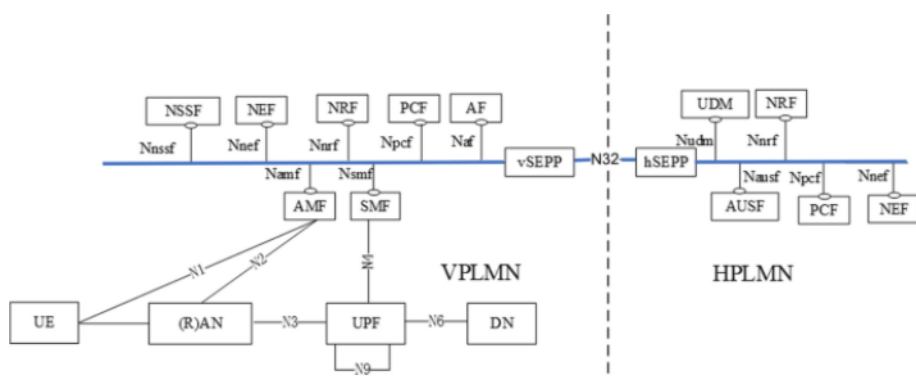 NSSF NEF NRF PCF AF UDM NRF
Nnssf Nnef Nnrf Npcf Naf Nudm Nnrf
vSEPP N32 hSEPP
Namf Nsmf Nausf Npcf Nnef
AMF SMF AUSF PCF NEF
N1 N2 N4 VPLMN HPLMN
UE (R)AN N3 UPF N6 DN
N9